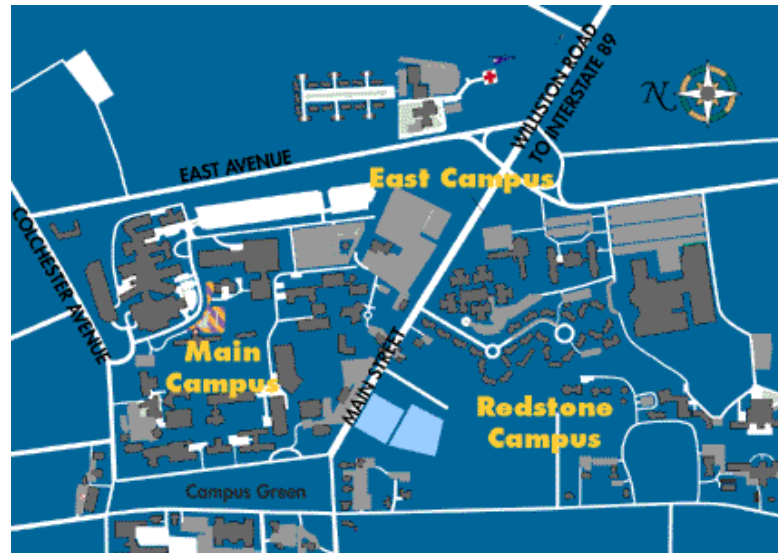 WILLISTON ROAD
TO INTERSTATE 89
N
EAST AVENUE
East Campus
COLCHESTER AVENUE
Main
Campus
MAIN STREET
Redstone
Campus
Campus Green